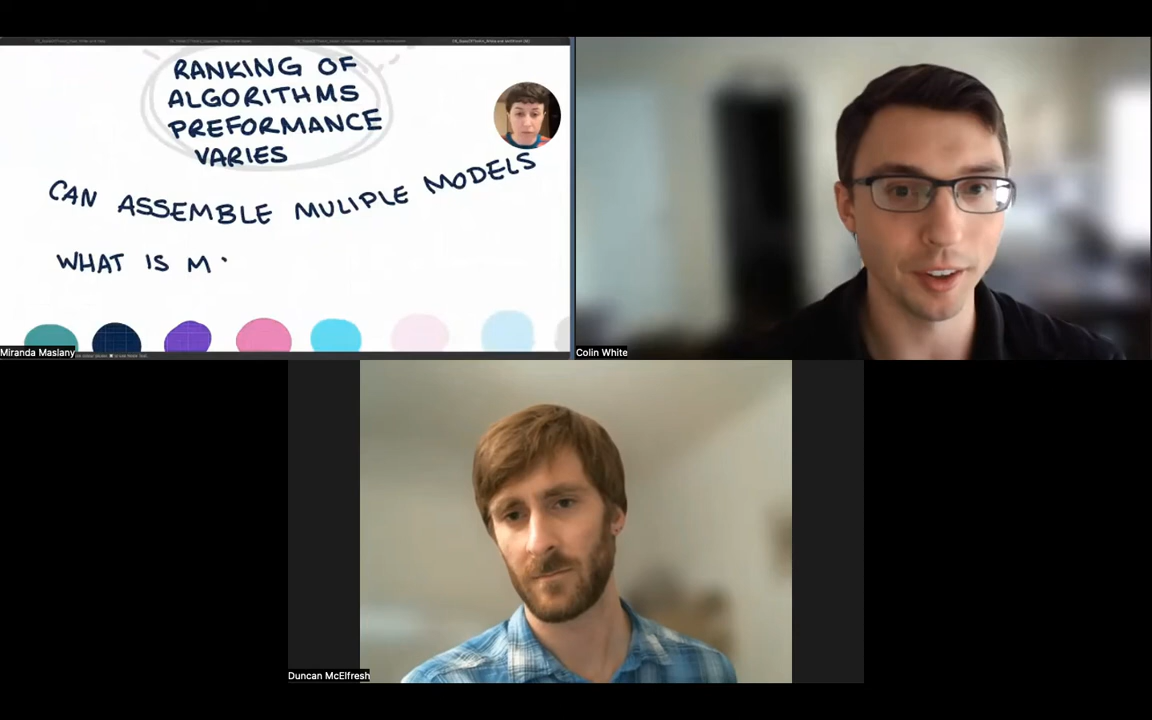 RANKING OF
ALGORITHMS
PREFORMANCE
VARIES
CAN ASSEMBLE MULIPLE MODELS
WHAT IS M
Miranda Maslany
Colin White
Duncan McElfresh